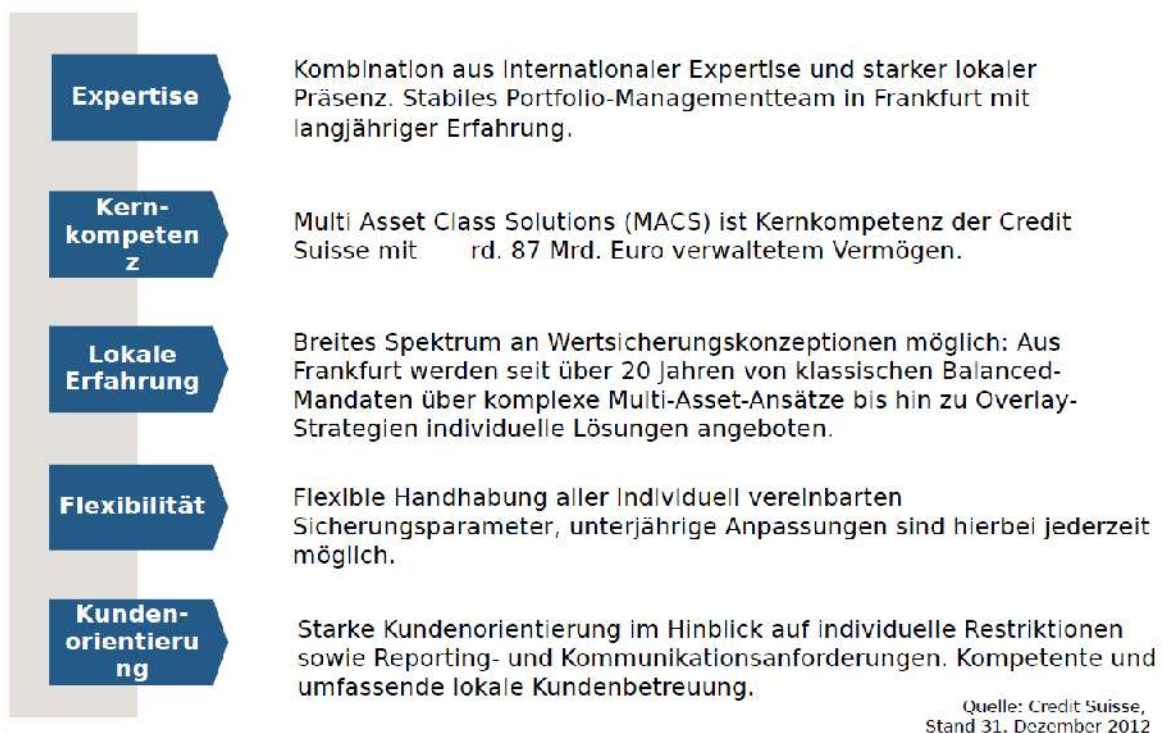 Expertise
Kombination aus internationaler Expertise und starker lokaler
Präsenz. Stabiles Portfolio-Managementteam in Frankfurt mit
langjähriger Erfahrung.
Kern-
kompeten
z
Multi Asset Class Solutions (MACS) ist Kernkompetenz der Credit
Suisse mit rd. 87 Mrd. Euro verwaltetem Vermögen.
Lokale
Erfahrung
Breites Spektrum an Wertsicherungskonzeptionen möglich: Aus
Frankfurt werden seit über 20 Jahren von klassischen Balanced-
Mandaten über komplexe Multi-Asset-Ansätze bis hin zu Overlay-
Strategien individuelle Lösungen angeboten.
Flexibilität
Flexible Handhabung aller individuell vereinbarten
Sicherungsparameter, unterjährige Anpassungen sind hierbei jederzeit
möglich.
Kunden-
orientieru
ng
Starke Kundenorientierung im Hinblick auf individuelle Restriktionen
sowie Reporting- und Kommunikationsanforderungen. Kompetente und
umfassende lokale Kundenbetreuung.
Quelle: Credit Suisse,
Stand 31. Dezember 2012